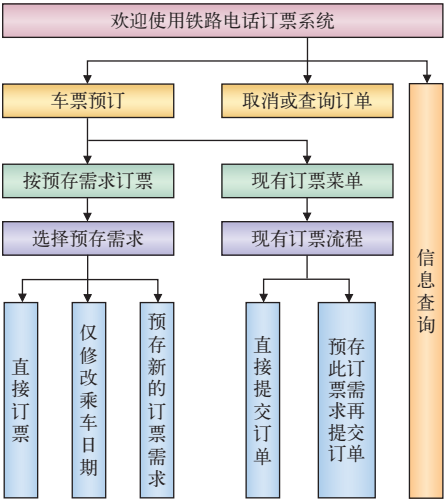 欢迎使用铁路电话订票系统
车票预订
取消或查询订单
按预存需求订票
现有订票菜单
选择预存需求
现有订票流程
信息查询
直接订票
仅修改乘车日期
预存新的订票需求
直接提交订单
预存
此订
票需
求再
提交
订单